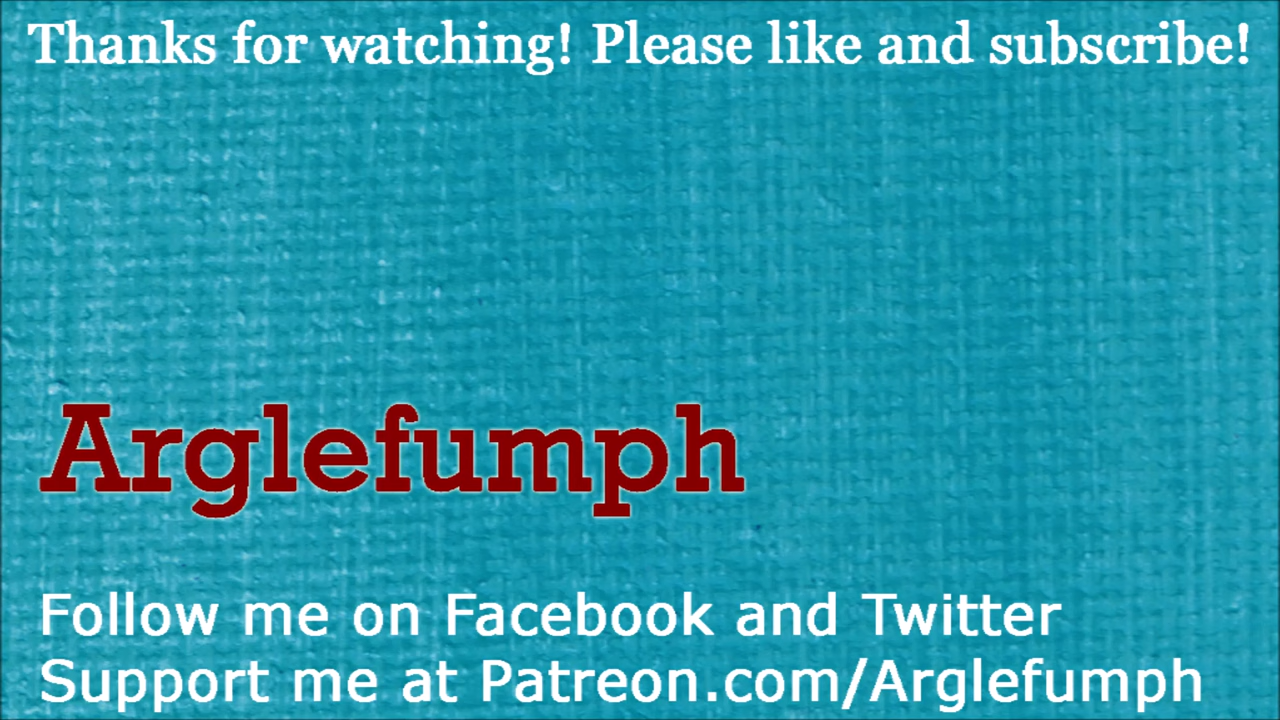 Thanks for watching! Please like and subscribe!
Arglefumph
Follow me on Facebook and Twitter
Support me at Patreon.com/Arglefumph